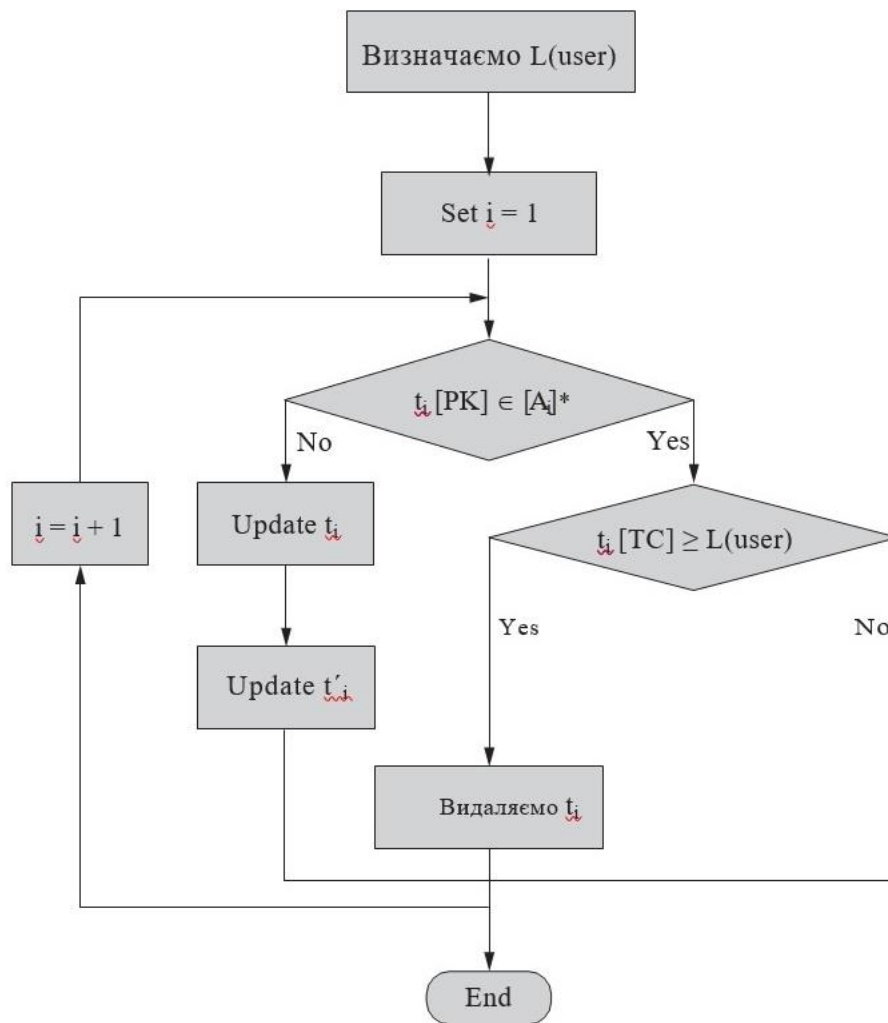 Визначаємо L(user)
Set i = 1
tᵢ [PK] ∈ [Aᵢ]*
No
Yes
i = i + 1
Update tᵢ
tᵢ [TC] ≥ L(user)
Yes
No
Update t′ᵢ
Видаляємо tᵢ
End